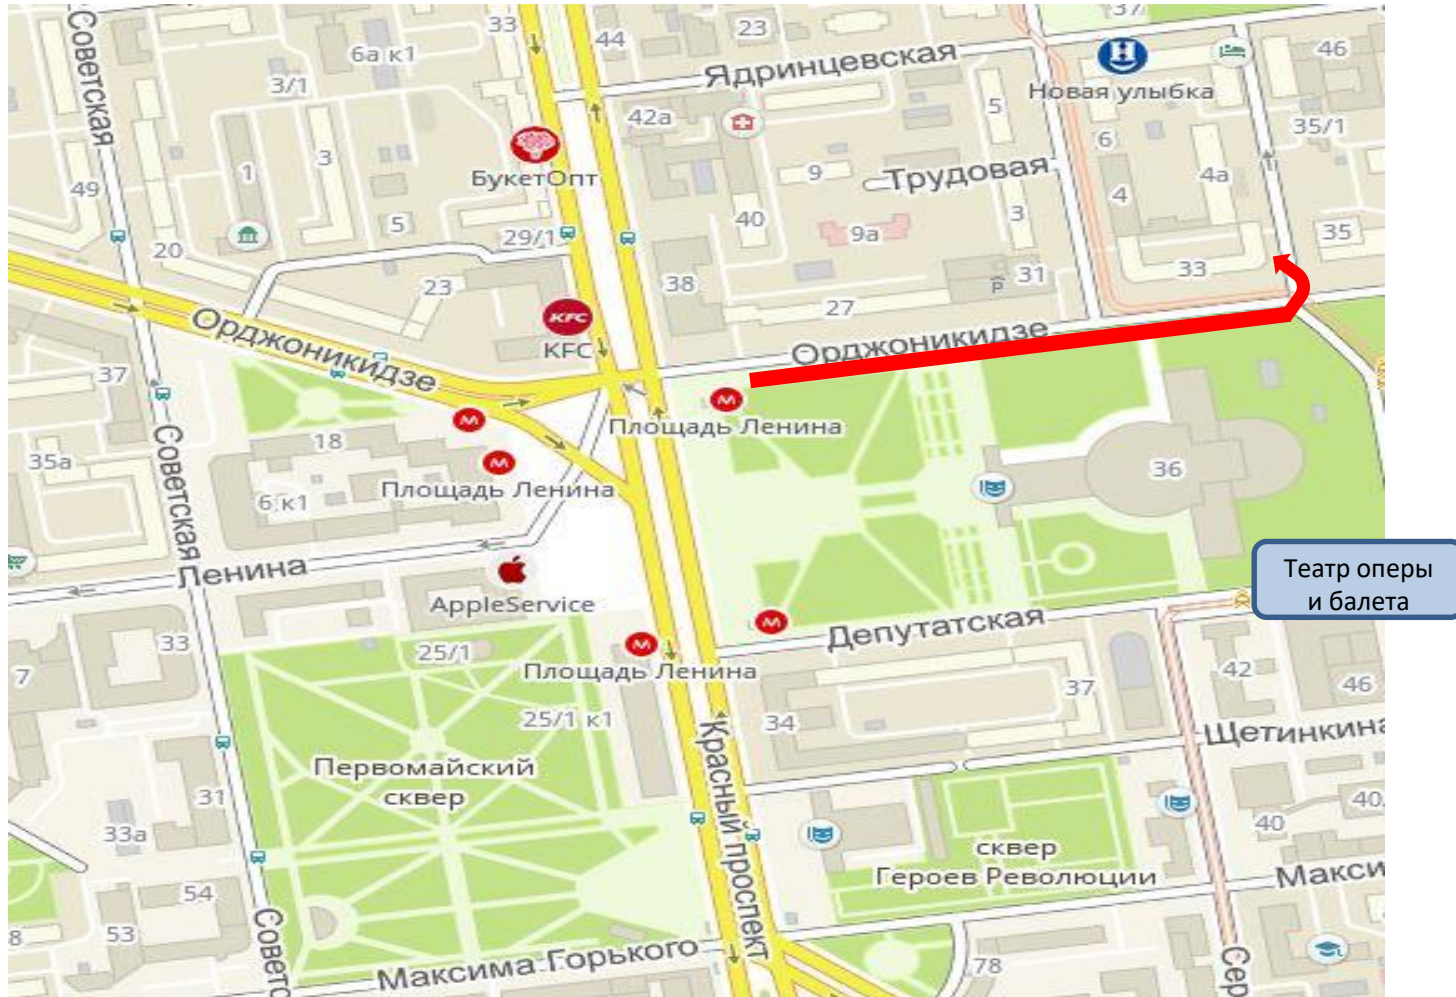 37
33
44
23
6а к1
Советская
Ядринцевская
46
3/1
Новая улыбка
42а
5
35/1
6
БукетОпт
1
3
9
Трудовая
4а
4
49
5
40
3
29/1
9а
35
20
38
31
33
P
23
27
KFC
Орджоникидзе
KFC
Орджоникидзе
37
М
М
Площадь Ленина
18
35а
М
36
Площадь Ленина
6 к1
Советская
Ленина
AppleService
Театр оперы
и балета
М
Депутатская
33
25/1
М
Площадь Ленина
7
42
37
46
25/1 к1
34
Щетинкина
Красный проспект
Первомайский
сквер
31
40
33а
40
сквер
Героев Революции
Макси
54
53
8
Советс
Максима Горького
78
Сер